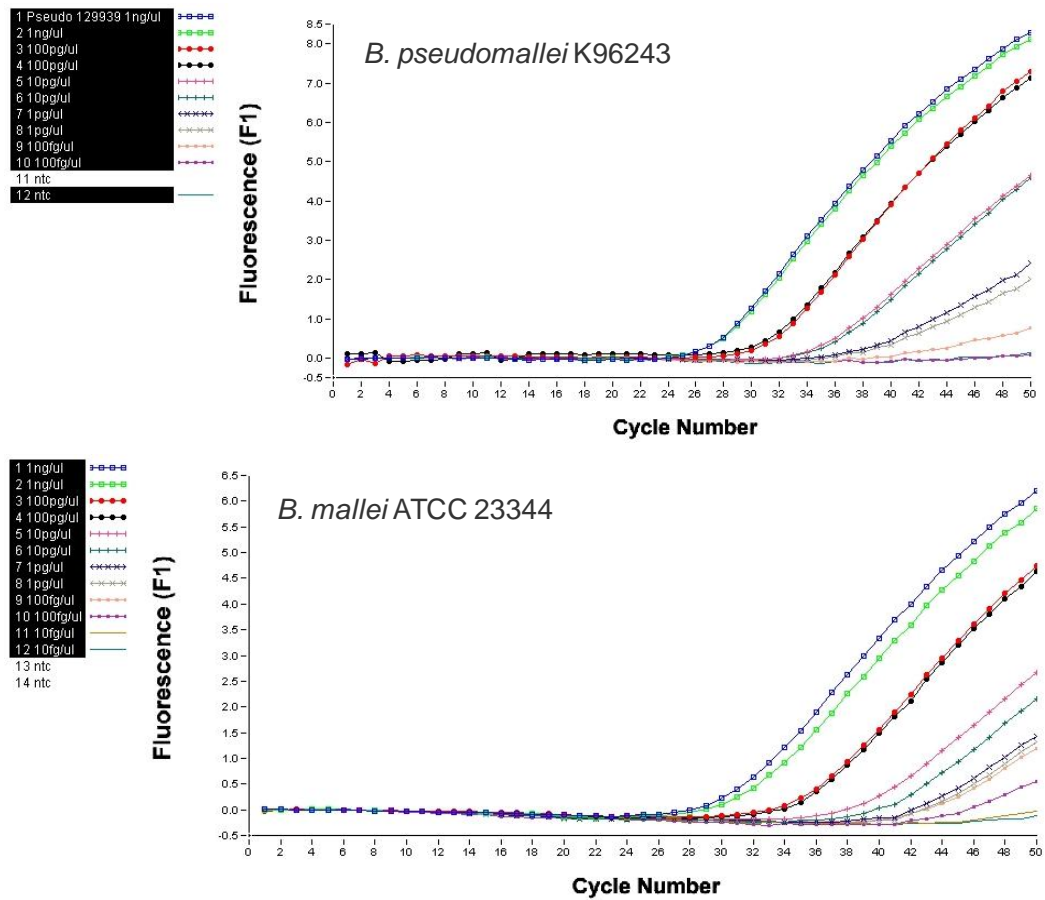 1 Pseudo 129939 1ng/ul
2 1ng/ul
3 100pg/ul
4 100pg/ul
5 10pg/ul
6 10pg/ul
7 1pg/ul
8 1pg/ul
9 100fg/ul
10 100fg/ul
11 ntc
12 ntc
B. pseudomallei K96243
Fluorescence (F1)
8.5
8.0
7.0
6.0
5.0
4.0
3.0
2.0
1.0
0.0
-0.5
0 2 4 6 8 10 12 14 16 18 20 22 24 26 28 30 32 34 36 38 40 42 44 46 48 50
Cycle Number
1 1ng/ul
2 1ng/ul
3 100pg/ul
4 100pg/ul
5 10pg/ul
6 10pg/ul
7 1pg/ul
8 1pg/ul
9 100fg/ul
10 100fg/ul
11 10fg/ul
12 10fg/ul
13 ntc
14 ntc
B. mallei ATCC 23344
Fluorescence (F1)
6.5
6.0
5.5
5.0
4.5
4.0
3.5
3.0
2.5
2.0
1.5
1.0
0.5
0.0
-0.5
0 2 4 6 8 10 12 14 16 18 20 22 24 26 28 30 32 34 36 38 40 42 44 46 48 50
Cycle Number